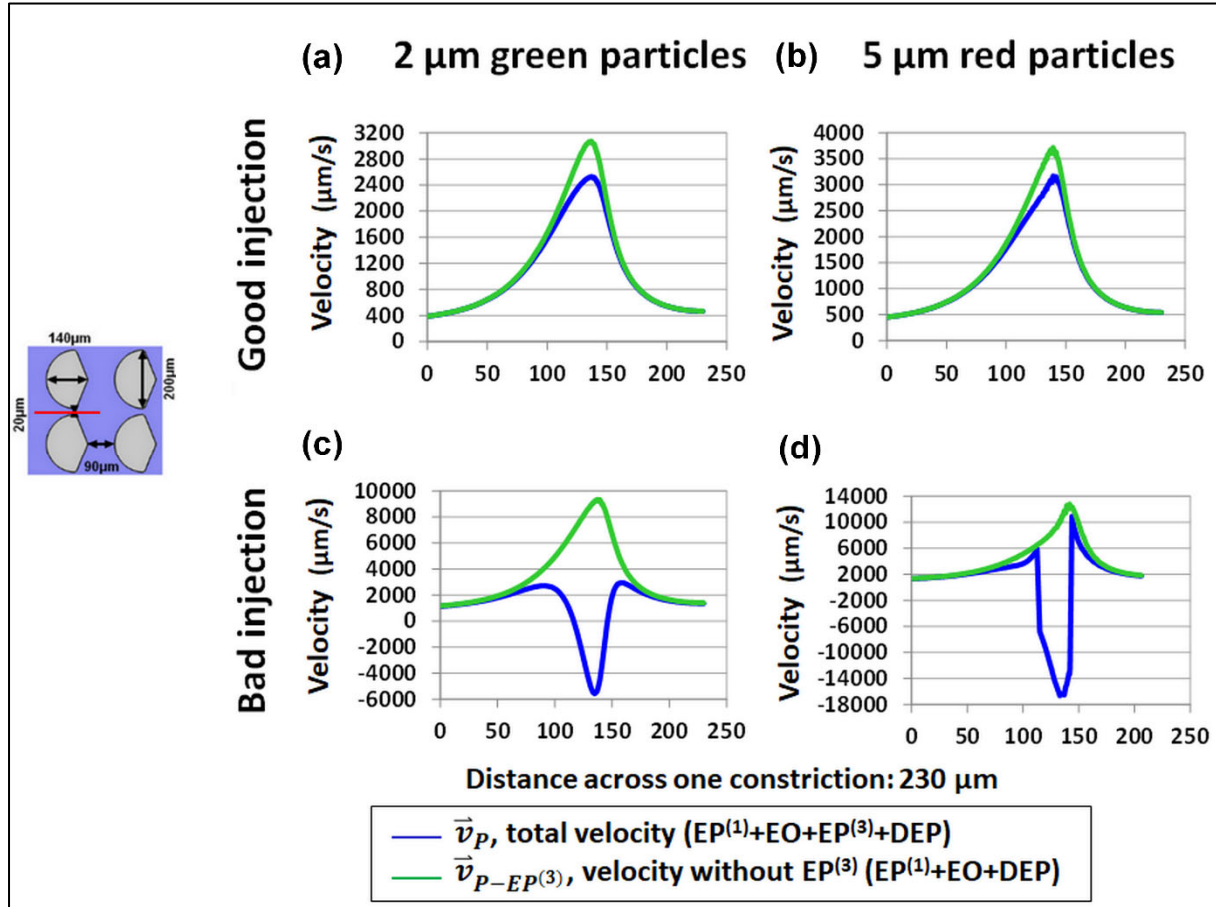 (a) 2 µm green particles
(b) 5 µm red particles
Good injection
Velocity (µm/s)
3200
2800
2400
2000
1600
1200
800
400
0
0 50 100 150 200 250
Velocity (µm/s)
4000
3500
3000
2500
2000
1500
1000
500
0
0 50 100 150 200 250
140µm
200µm
20µm
90µm
Bad injection
(c)
Velocity (µm/s)
10000
8000
6000
4000
2000
0
-2000
-4000
-6000
0 50 100 150 200 250
(d)
Velocity (µm/s)
14000
10000
6000
2000
-2000
-6000
-10000
-14000
-18000
0 50 100 150 200 250
Distance across one constriction: 230 µm
v⃗P, total velocity (EP(1)+EO+EP(3)+DEP)
v⃗P−EP(3), velocity without EP(3) (EP(1)+EO+DEP)